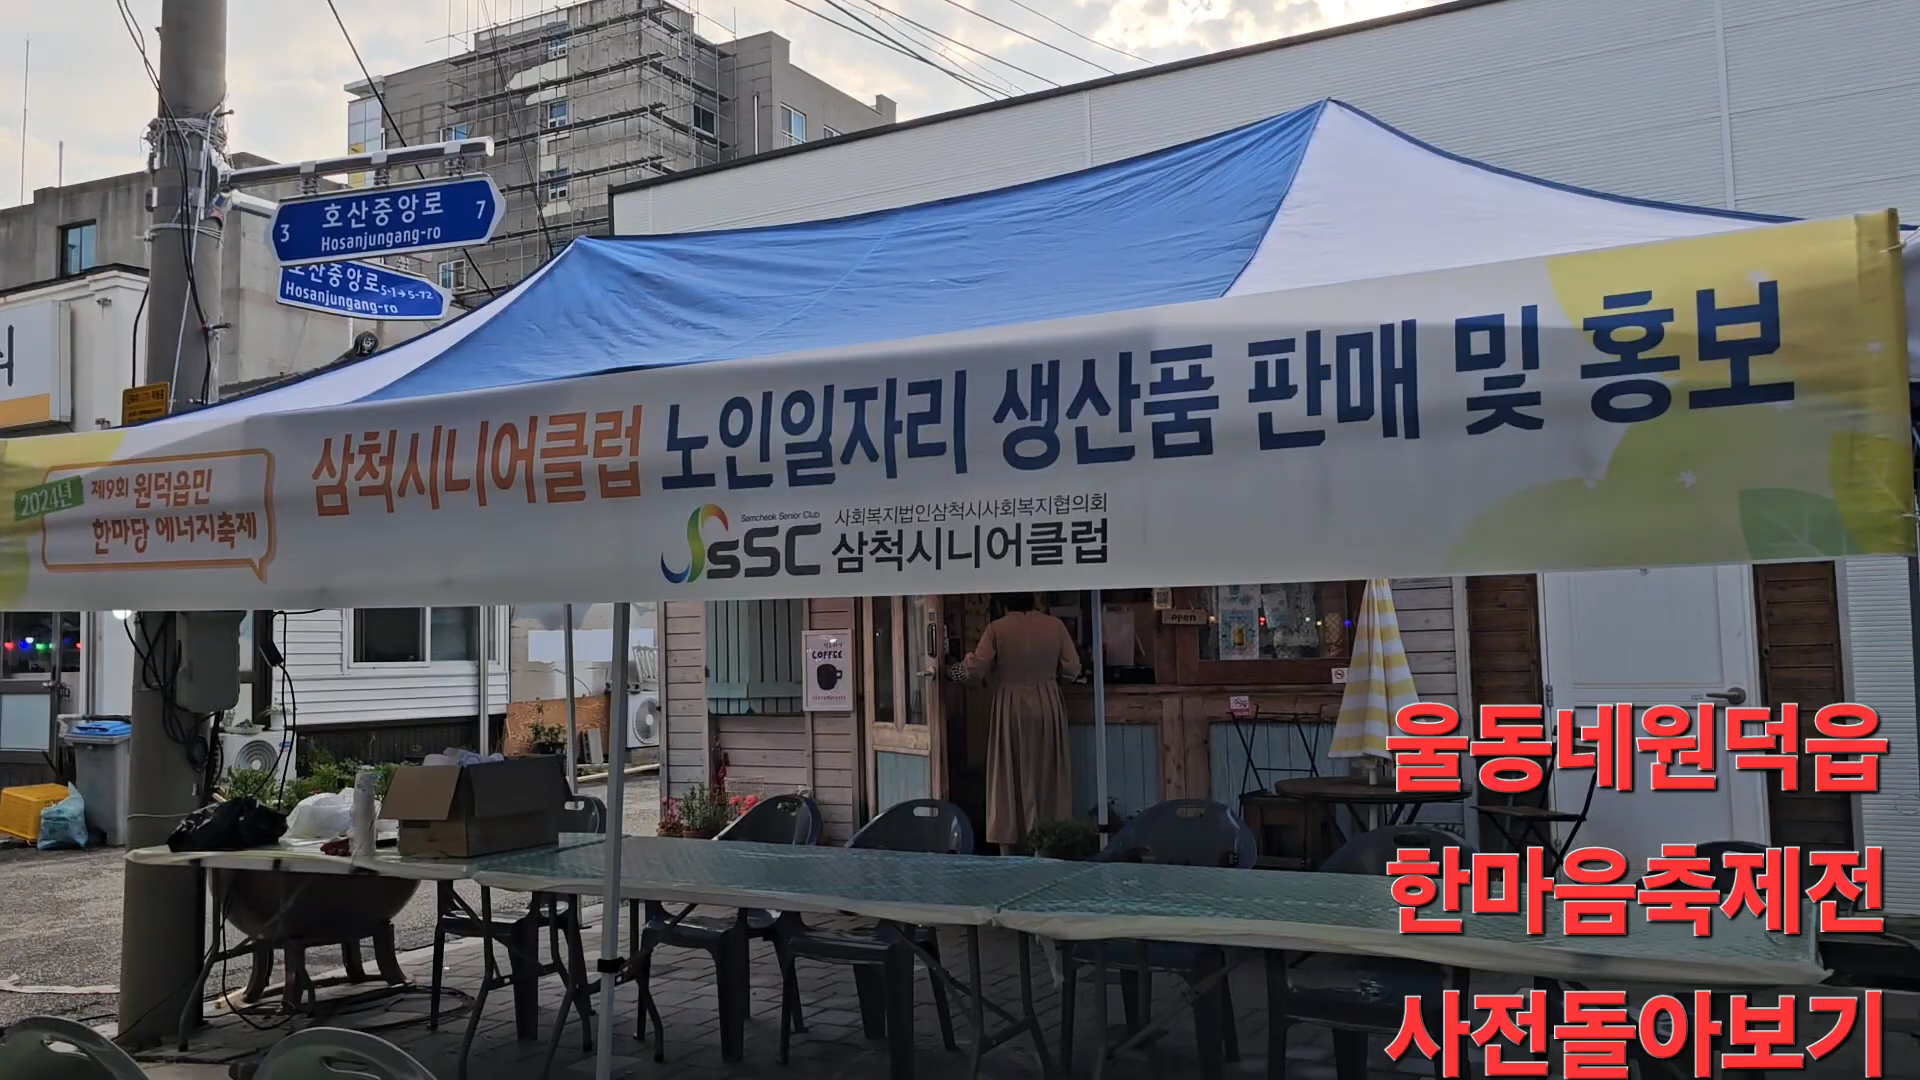 호산중앙로
3 Hosanjungang-ro 7
호산중앙로 5-1→5-72
Hosanjungang-ro
2024년 제9회 원덕읍민
한마당 에너지축제
삼척시니어클럽 노인일자리 생산품 판매 및 홍보
Samcheok Senior Club
SSC
사회복지법인삼척시사회복지협의회
삼척시니어클럽
COFFEE
open
울동네원덕읍
한마음축제전
사전돌아보기